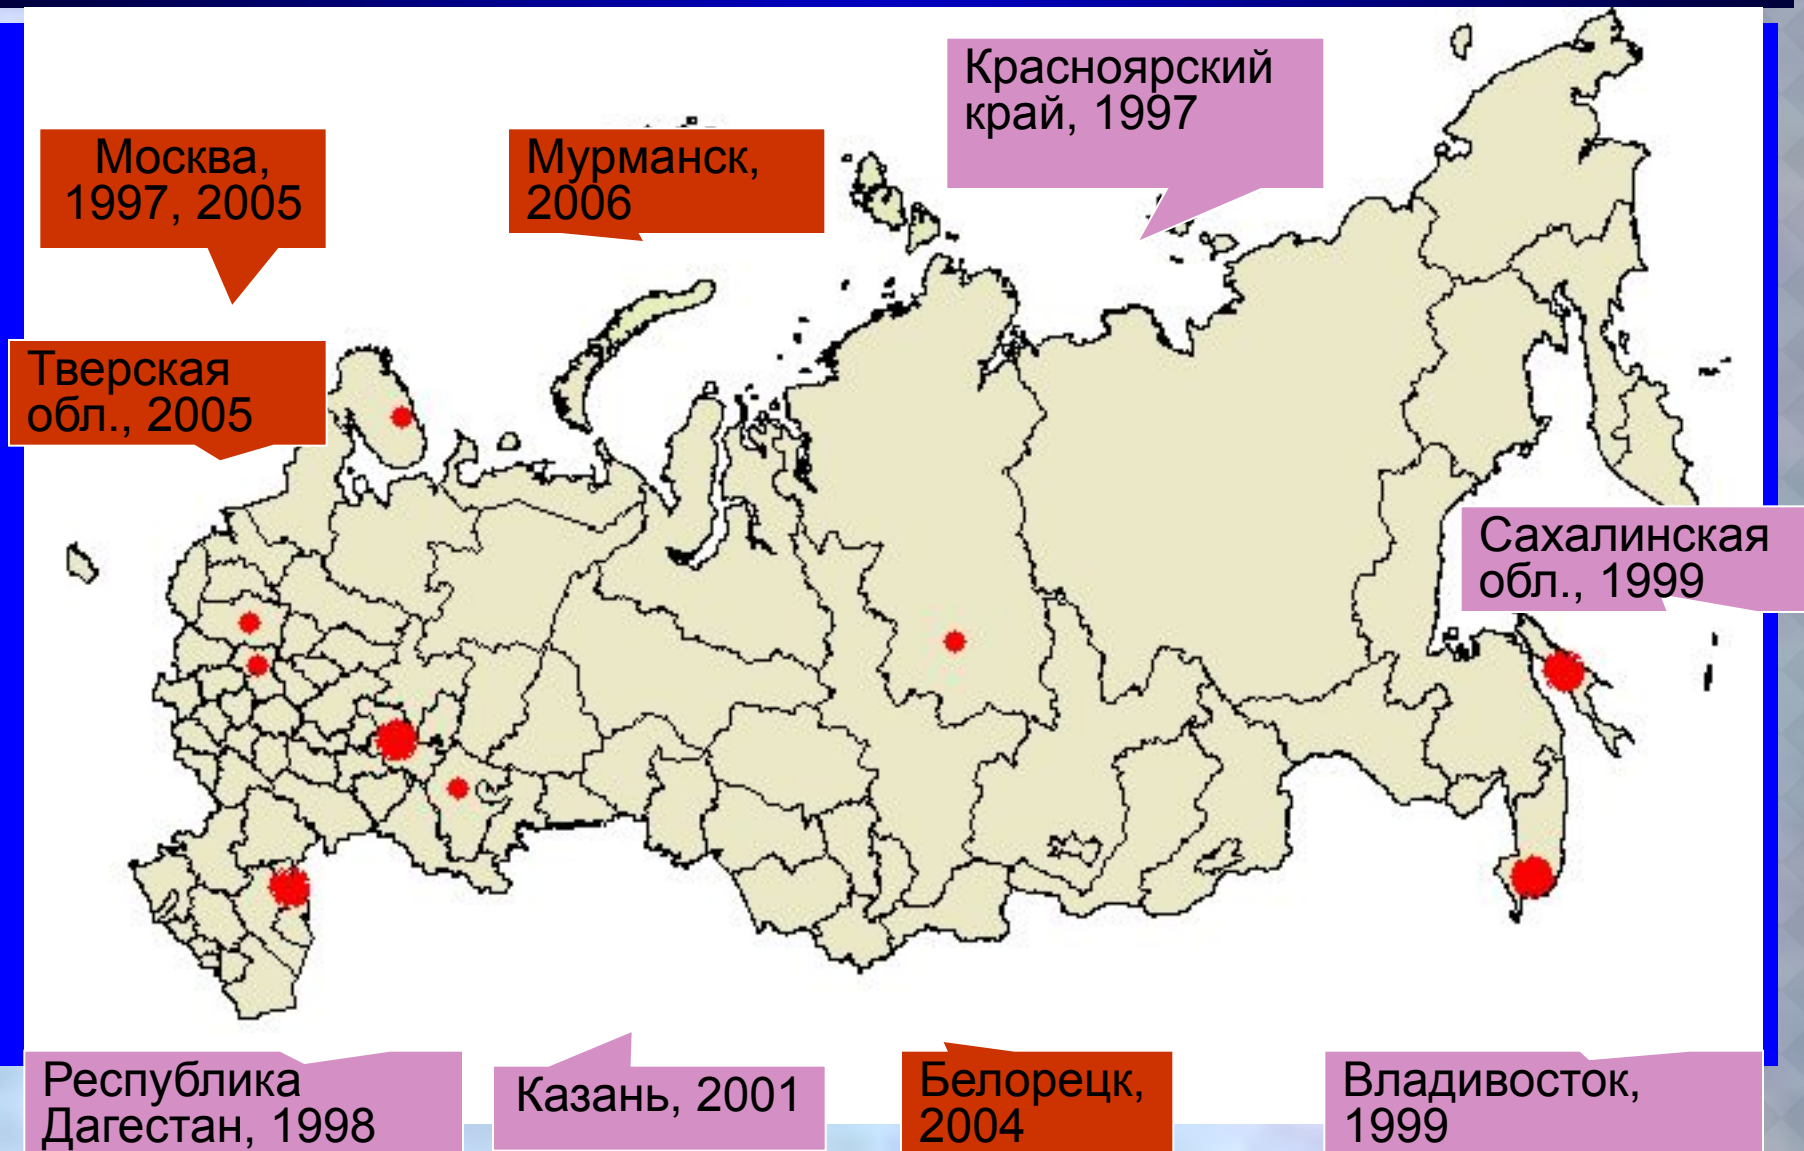 Красноярский
край, 1997
Москва,
1997, 2005
Мурманск,
2006
Тверская
обл., 2005
Сахалинская
обл., 1999
Республика
Дагестан, 1998
Казань, 2001
Белорецк,
2004
Владивосток,
1999